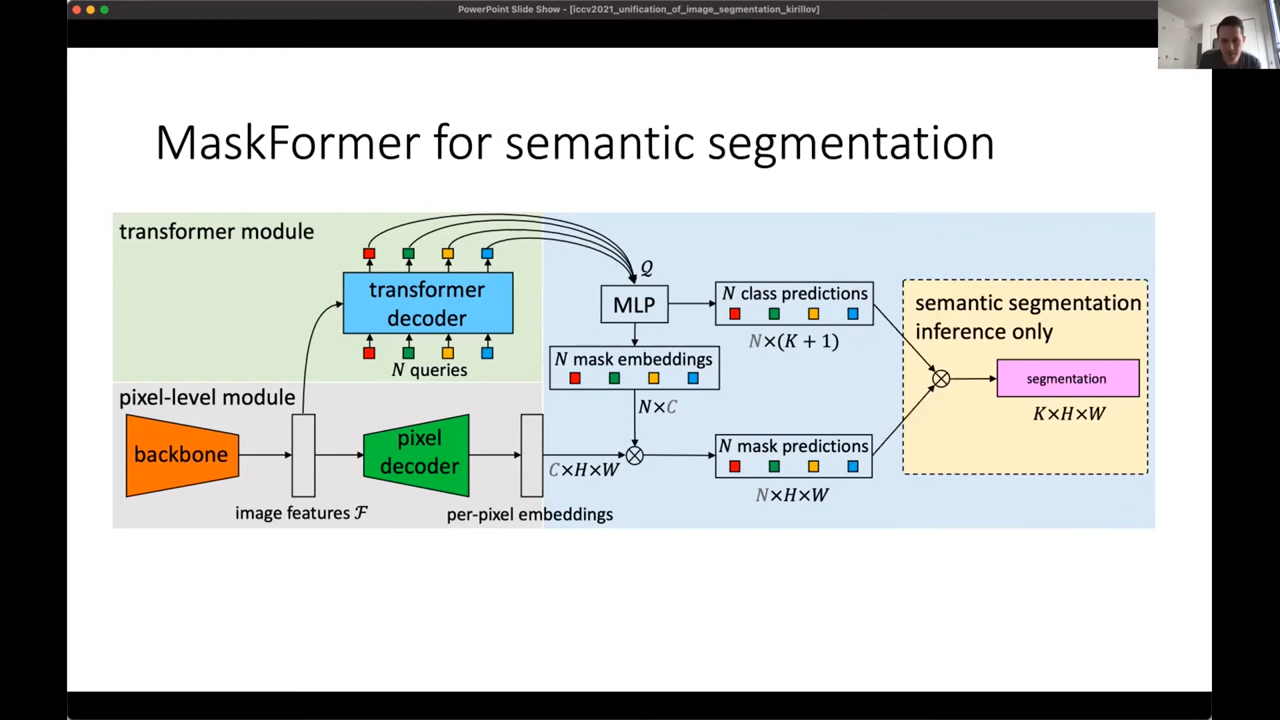 PowerPoint Slide Show - [iccv2021_unification_of_image_segmentation_kirillov]
MaskFormer for semantic segmentation
transformer module
transformer
decoder
N queries
pixel-level module
backbone
image features ℱ
pixel
decoder
per-pixel embeddings
C×H×W
Q
MLP
N mask embeddings
N×C
N class predictions
N×(K + 1)
N mask predictions
N×H×W
semantic segmentation
inference only
segmentation
K×H×W